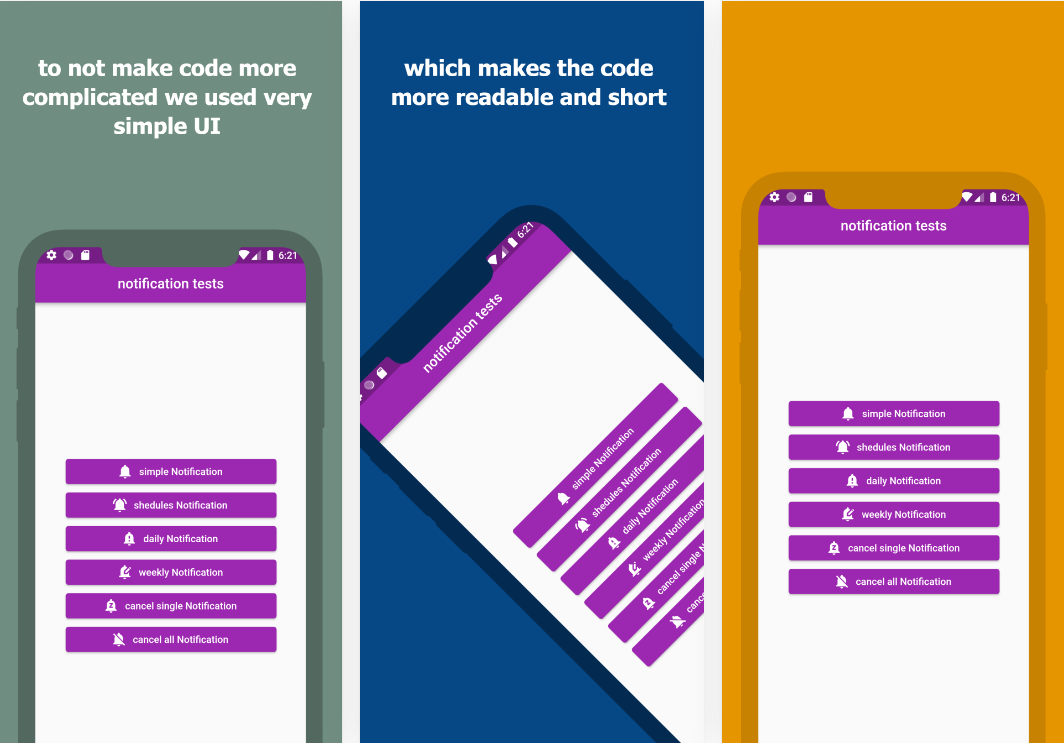 to not make code more
complicated we used very
simple UI
6:21
notification tests
simple Notification
shedules Notification
daily Notification
weekly Notification
cancel single Notification
cancel all Notification
which makes the code
more readable and short
6:21
notification tests
simple Notification
shedules Notification
daily Notification
weekly Notification
cancel single N
canc
6:21
notification tests
simple Notification
shedules Notification
daily Notification
weekly Notification
cancel single Notification
cancel all Notification